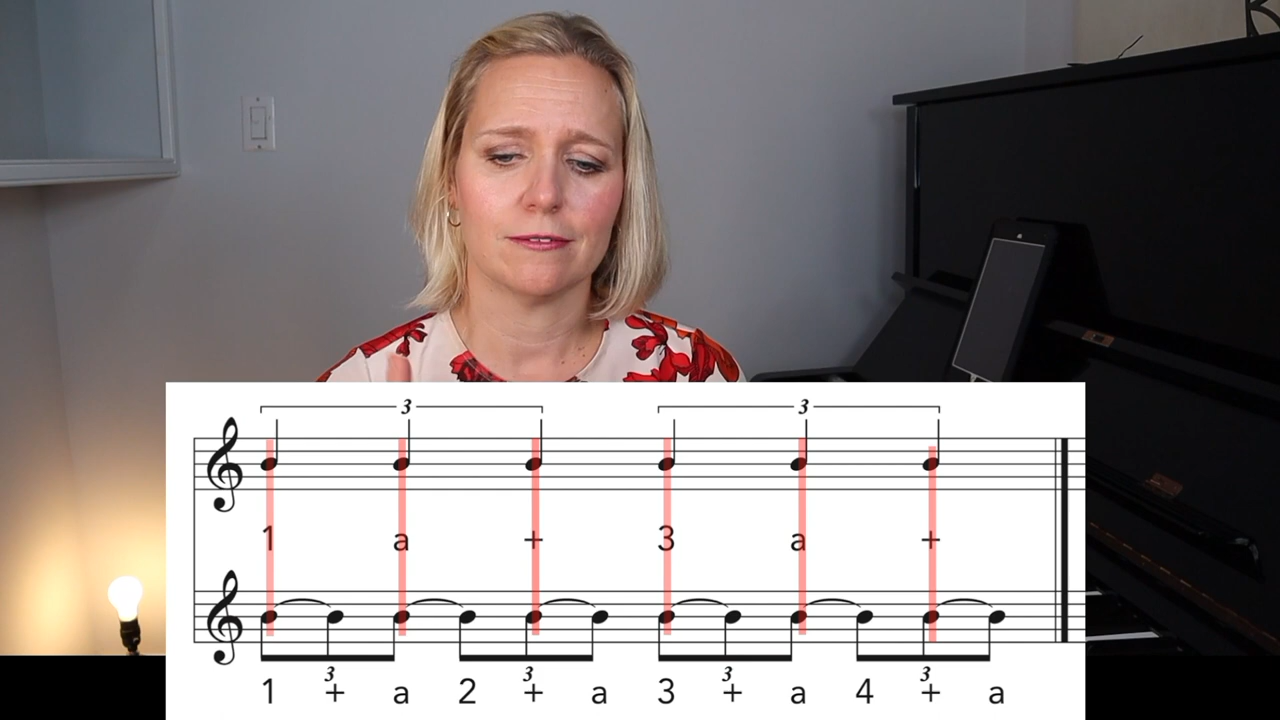 3 3
1 a + 3 a +
3 3 3 3
1 + a 2 + a 3 + a 4 + a